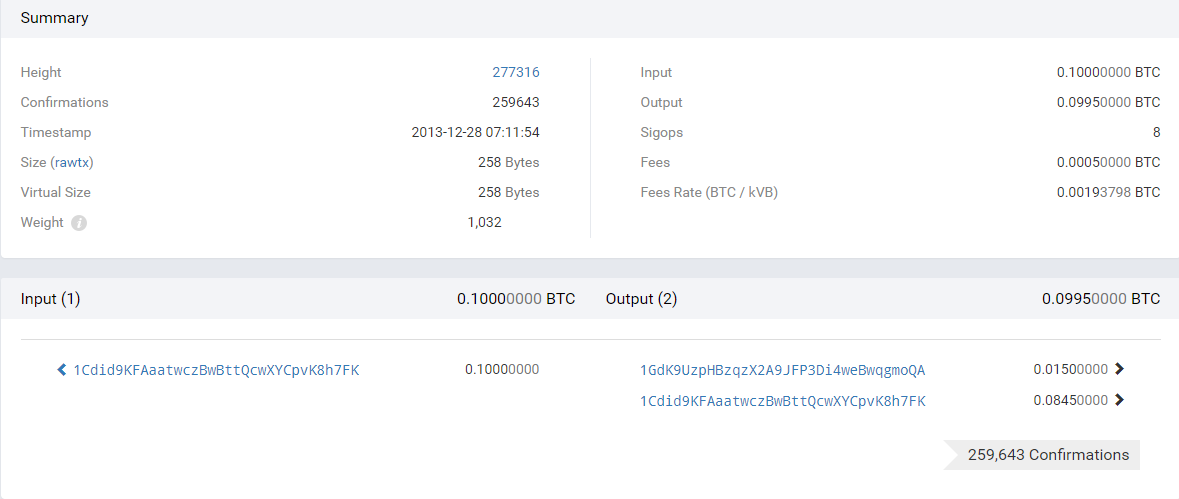 Summary
Height 277316
Confirmations 259643
Timestamp 2013-12-28 07:11:54
Size (rawtx) 258 Bytes
Virtual Size 258 Bytes
Weight i 1,032
Input 0.10000000 BTC
Output 0.09950000 BTC
Sigops 8
Fees 0.00050000 BTC
Fees Rate (BTC / kVB) 0.00193798 BTC
Input (1) 0.10000000 BTC
1Cdid9KFAaatwczBwBttQcwXYCpvK8h7FK 0.10000000
Output (2) 0.09950000 BTC
1GdK9UzpHBzqzX2A9JFP3Di4weBwqgmoQA 0.01500000
1Cdid9KFAaatwczBwBttQcwXYCpvK8h7FK 0.08450000
259,643 Confirmations